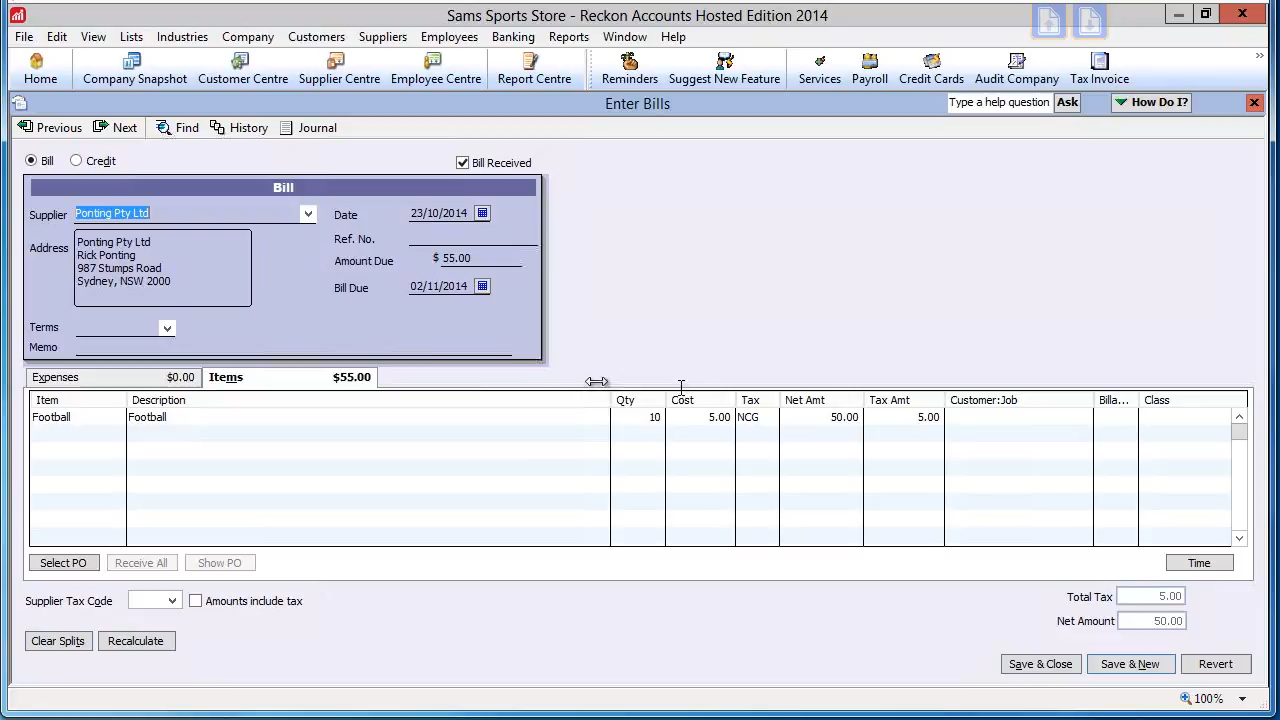 Sams Sports Store - Reckon Accounts Hosted Edition 2014
File Edit View Lists Industries Company Customers Suppliers Employees Banking Reports Window Help
Home Company Snapshot Customer Centre Supplier Centre Employee Centre Report Centre Reminders Suggest New Feature Services Payroll Credit Cards Audit Company Tax Invoice
Enter Bills Type a help question Ask How Do I?
Previous Next Find History Journal
Bill Credit Bill Received
Bill
Supplier Ponting Pty Ltd Date 23/10/2014
Ref. No.
Address Ponting Pty Ltd
Rick Ponting
987 Stumps Road
Sydney, NSW 2000
Amount Due $ 55.00
Bill Due 02/11/2014
Terms
Memo
Expenses $0.00 Items $55.00
Item Description Qty Cost Tax Net Amt Tax Amt Customer:Job Billa... Class
Football Football 10 5.00 NCG 50.00 5.00
Select PO Receive All Show PO Time
Supplier Tax Code Amounts include tax
Total Tax 5.00
Net Amount 50.00
Clear Splits Recalculate
Save & Close Save & New Revert
100%